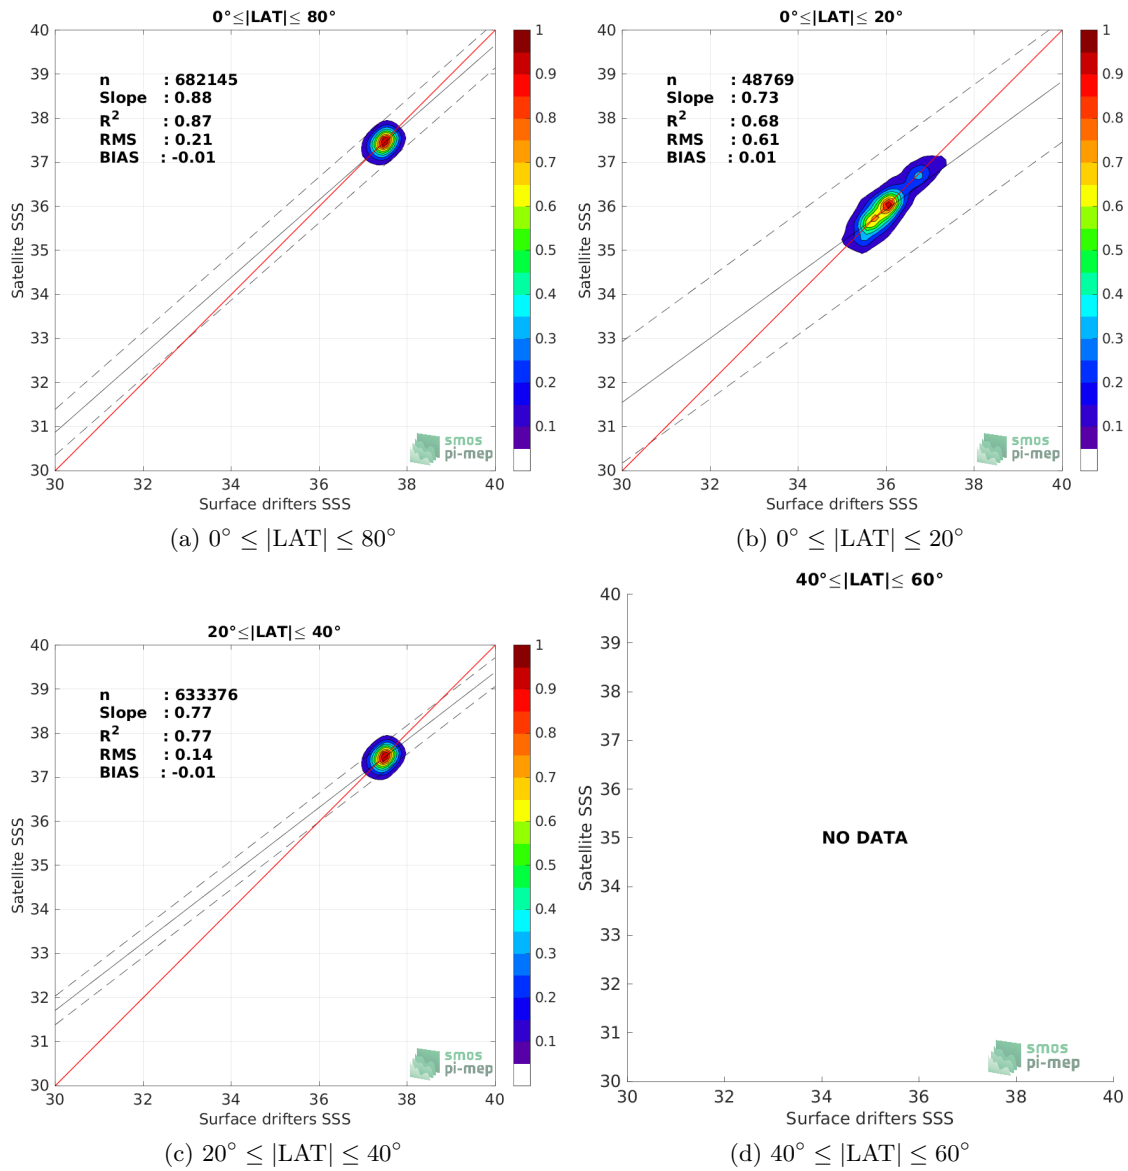 0°≤|LAT|≤ 80°
40
39
38
37
36
35
34
33
32
31
30
Satellite SSS
n : 682145
Slope : 0.88
R² : 0.87
RMS : 0.21
BIAS : -0.01
smos
pi-mep
30 32 34 36 38 40
Surface drifters SSS
1
0.9
0.8
0.7
0.6
0.5
0.4
0.3
0.2
0.1
(a) 0° ≤ |LAT| ≤ 80°
0°≤|LAT|≤ 20°
40
39
38
37
36
35
34
33
32
31
30
Satellite SSS
n : 48769
Slope : 0.73
R² : 0.68
RMS : 0.61
BIAS : 0.01
smos
pi-mep
30 32 34 36 38 40
Surface drifters SSS
1
0.9
0.8
0.7
0.6
0.5
0.4
0.3
0.2
0.1
(b) 0° ≤ |LAT| ≤ 20°
20°≤|LAT|≤ 40°
40
39
38
37
36
35
34
33
32
31
30
Satellite SSS
n : 633376
Slope : 0.77
R² : 0.77
RMS : 0.14
BIAS : -0.01
smos
pi-mep
30 32 34 36 38 40
Surface drifters SSS
1
0.9
0.8
0.7
0.6
0.5
0.4
0.3
0.2
0.1
(c) 20° ≤ |LAT| ≤ 40°
40°≤|LAT|≤ 60°
40
39
38
37
36
35
34
33
32
31
30
Satellite SSS
NO DATA
smos
pi-mep
30 32 34 36 38 40
Surface drifters SSS
(d) 40° ≤ |LAT| ≤ 60°